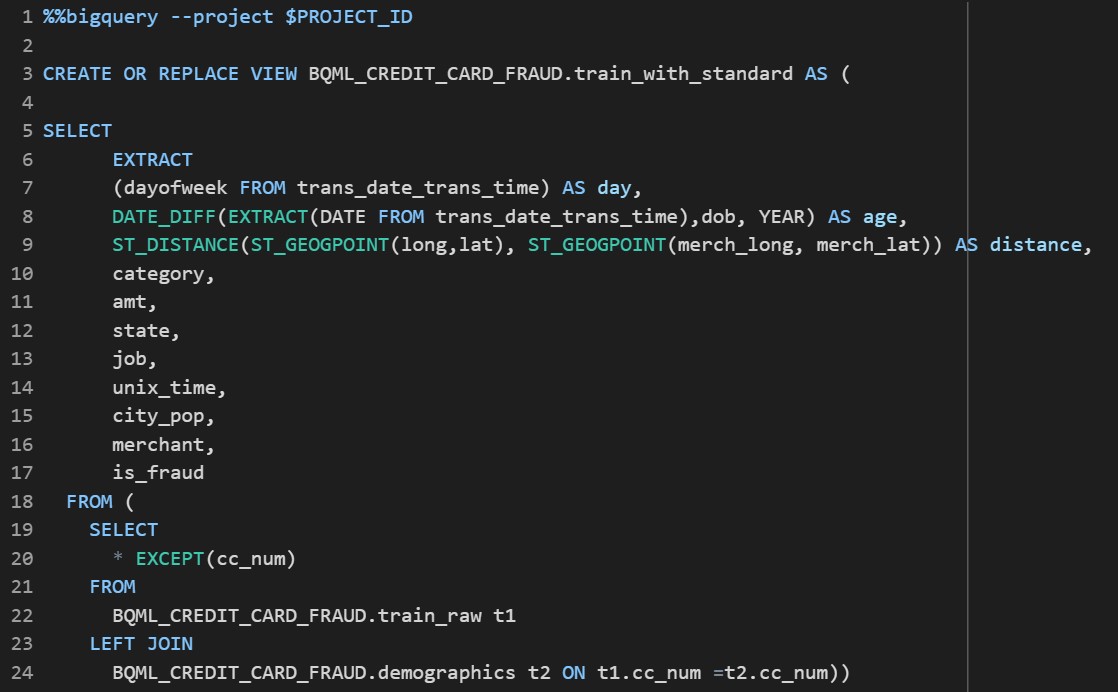 1 %%bigquery --project $PROJECT_ID
2
3 CREATE OR REPLACE VIEW BQML_CREDIT_CARD_FRAUD.train_with_standard AS (
4
5 SELECT
6       EXTRACT
7       (dayofweek FROM trans_date_trans_time) AS day,
8       DATE_DIFF(EXTRACT(DATE FROM trans_date_trans_time),dob, YEAR) AS age,
9       ST_DISTANCE(ST_GEOGPOINT(long,lat), ST_GEOGPOINT(merch_long, merch_lat)) AS distance,
10       category,
11       amt,
12       state,
13       job,
14       unix_time,
15       city_pop,
16       merchant,
17       is_fraud
18   FROM (
19     SELECT
20       * EXCEPT(cc_num)
21     FROM
22       BQML_CREDIT_CARD_FRAUD.train_raw t1
23     LEFT JOIN
24       BQML_CREDIT_CARD_FRAUD.demographics t2 ON t1.cc_num =t2.cc_num))